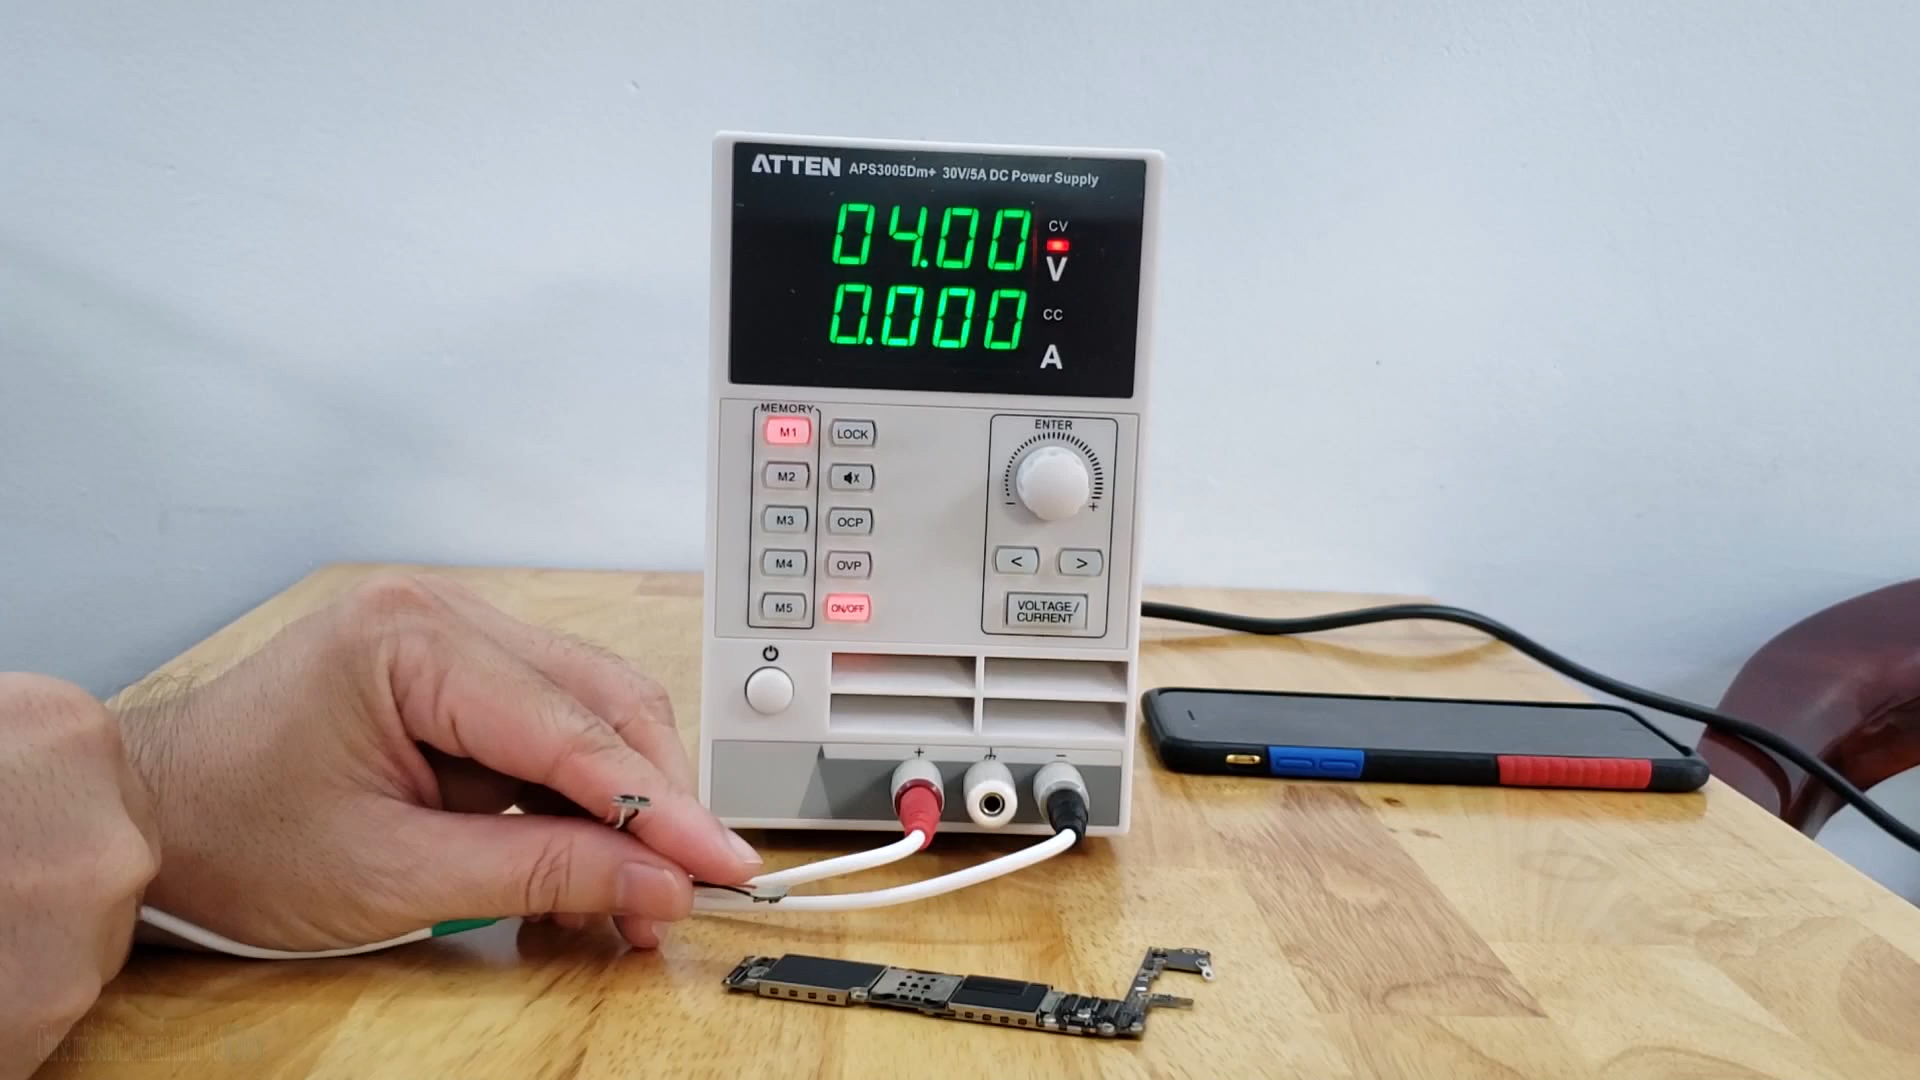 ATTEN APS3005Dm+ 30V/5A DC Power Supply
04.00
CV
V
0.000
CC
A
MEMORY
M1
LOCK
M2
M3
OCP
M4
OVP
M5
ON/OFF
ENTER
- +
< >
VOLTAGE/
CURRENT
+ -